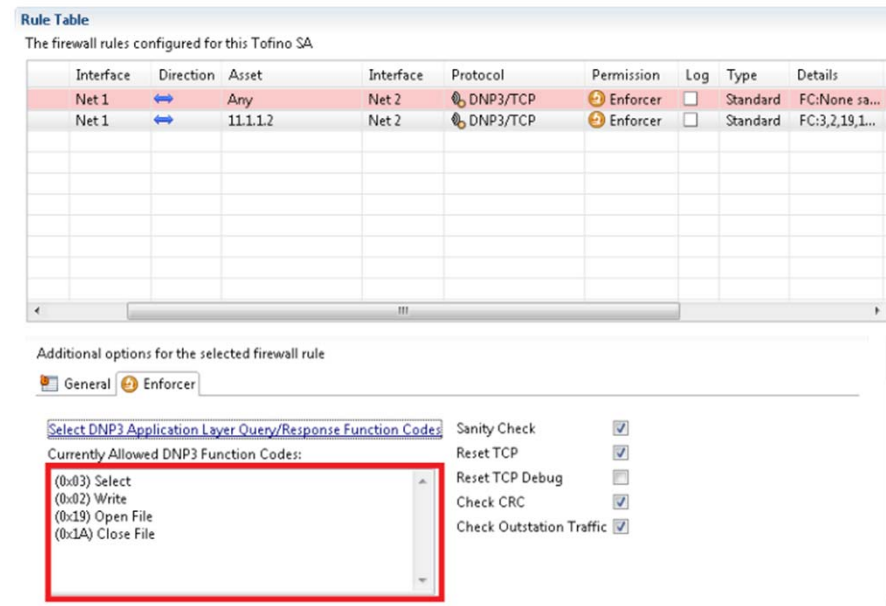 Rule Table
The firewall rules configured for this Tofino SA
Interface Direction Asset Interface Protocol Permission Log Type Details
Net 1 Any Net 2 DNP3/TCP Enforcer Standard FC:None sa...
Net 1 11.1.1.2 Net 2 DNP3/TCP Enforcer Standard FC:3,2,19,1...
Additional options for the selected firewall rule
General Enforcer
Select DNP3 Application Layer Query/Response Function Codes Sanity Check
Currently Allowed DNP3 Function Codes: Reset TCP
(0x03) Select Reset TCP Debug
(0x02) Write Check CRC
(0x19) Open File Check Outstation Traffic
(0x1A) Close File